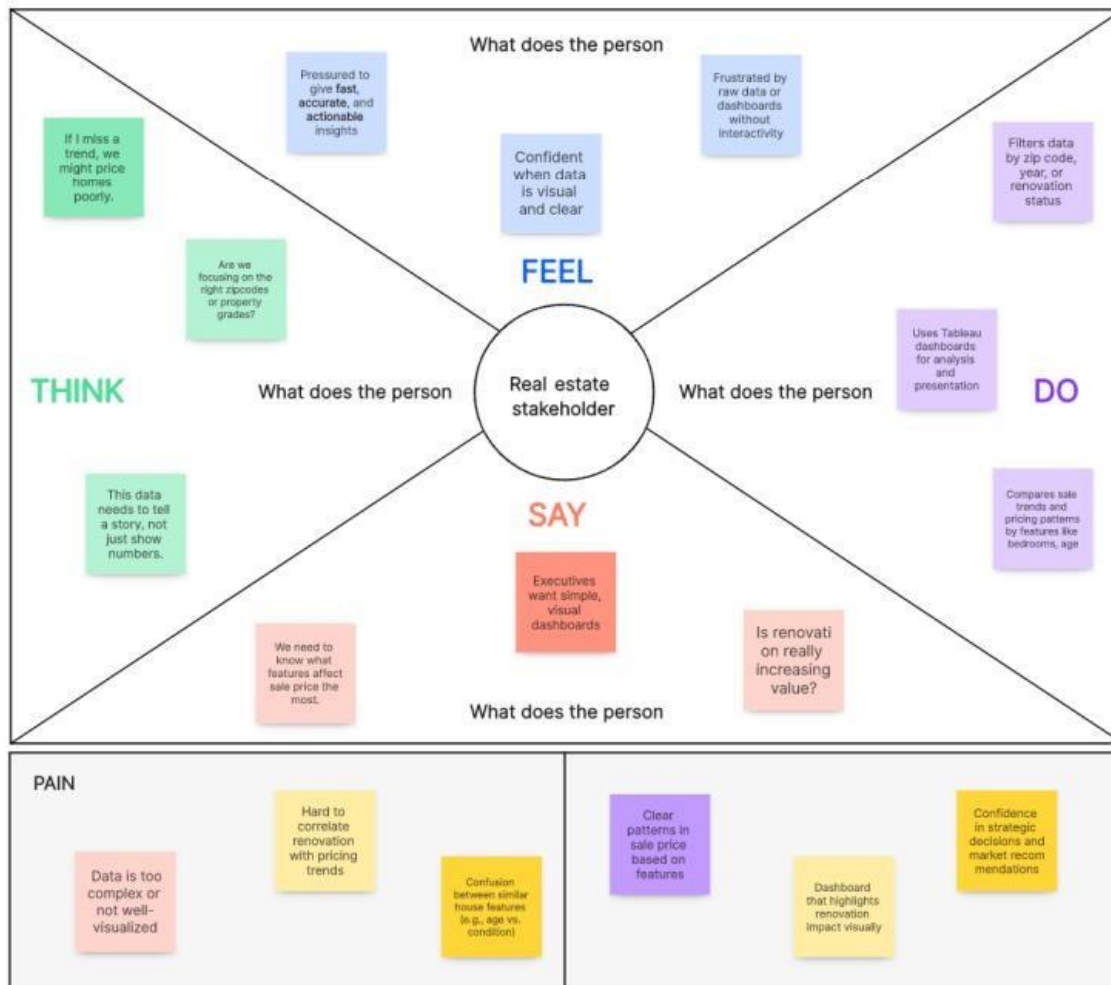 What does the person
Pressured to
give fast,
accurate, and
actionable
insights
Frustrated by
raw data or
dashboards
without
interactivity
Confident
when data
is visual
and clear
FEEL
If I miss a
trend, we
might price
homes
poorly.
Are we
focusing on the
right zipcodes
or property
grades?
THINK
What does the person
This data
needs to tell
a story, not
just show
numbers.
Real estate
stakeholder
Filters data
by zip code,
year, or
renovation
status
Uses Tableau
dashboards
for analysis
and
presentation
What does the person
DO
Compares sale
trends and
pricing patterns
by features like
bedrooms, age
SAY
Executives
want simple,
visual
dashboards
We need to
know what
features affect
sale price the
most.
Is renovati
on really
increasing
value?
What does the person
PAIN
Data is too
complex or
not well-
visualized
Hard to
correlate
renovation
with pricing
trends
Confusion
between similar
house features
(e.g., age vs.
condition)
Clear
patterns in
sale price
based on
features
Dashboard
that highlights
renovation
impact visually
Confidence
in strategic
decisions and
market recom
mendations